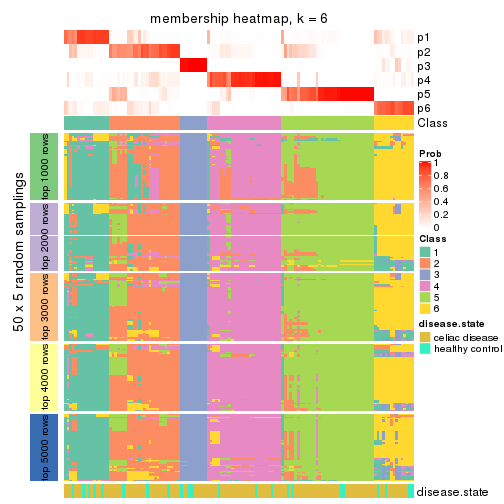 membership heatmap, k = 6
p1
p2
p3
p4
p5
p6
Class
50 x 5 random samplings
top 1000 rows
top 2000 rows
top 3000 rows
top 4000 rows
top 5000 rows
Prob
1
0.8
0.6
0.4
0.2
0
Class
1
2
3
4
5
6
disease.state
celiac disease
healthy control
disease.state